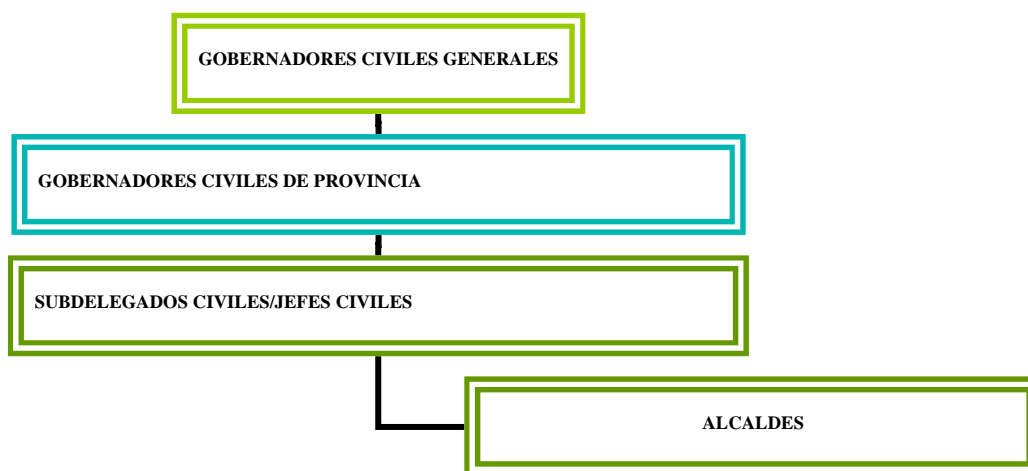 GOBERNADORES CIVILES GENERALES
GOBERNADORES CIVILES DE PROVINCIA
SUBDELEGADOS CIVILES/JEFES CIVILES
ALCALDES